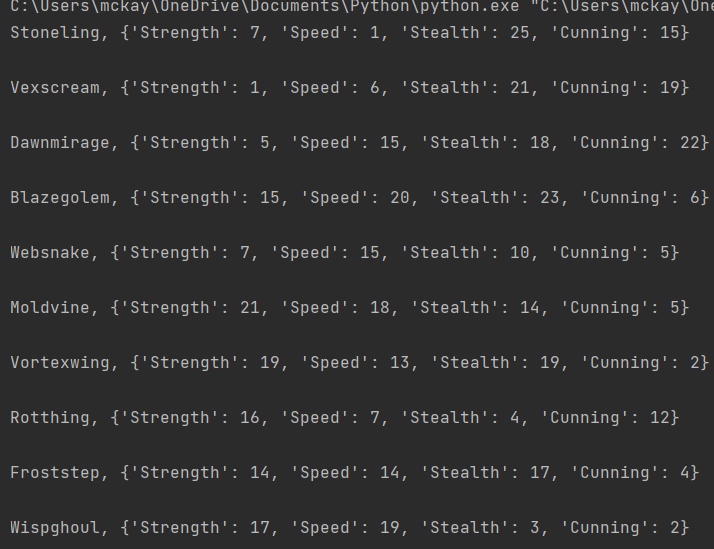 C:\Users\mckay\OneDrive\Documents\Python\python.exe "C:\Users\mckay\One
Stoneling, {'Strength': 7, 'Speed': 1, 'Stealth': 25, 'Cunning': 15}
Vexscream, {'Strength': 1, 'Speed': 6, 'Stealth': 21, 'Cunning': 19}
Dawnmirage, {'Strength': 5, 'Speed': 15, 'Stealth': 18, 'Cunning': 22}
Blazegolem, {'Strength': 15, 'Speed': 20, 'Stealth': 23, 'Cunning': 6}
Websnake, {'Strength': 7, 'Speed': 15, 'Stealth': 10, 'Cunning': 5}
Moldvine, {'Strength': 21, 'Speed': 18, 'Stealth': 14, 'Cunning': 5}
Vortexwing, {'Strength': 19, 'Speed': 13, 'Stealth': 19, 'Cunning': 2}
Rotthing, {'Strength': 16, 'Speed': 7, 'Stealth': 4, 'Cunning': 12}
Froststep, {'Strength': 14, 'Speed': 14, 'Stealth': 17, 'Cunning': 4}
Wispghoul, {'Strength': 17, 'Speed': 19, 'Stealth': 3, 'Cunning': 2}